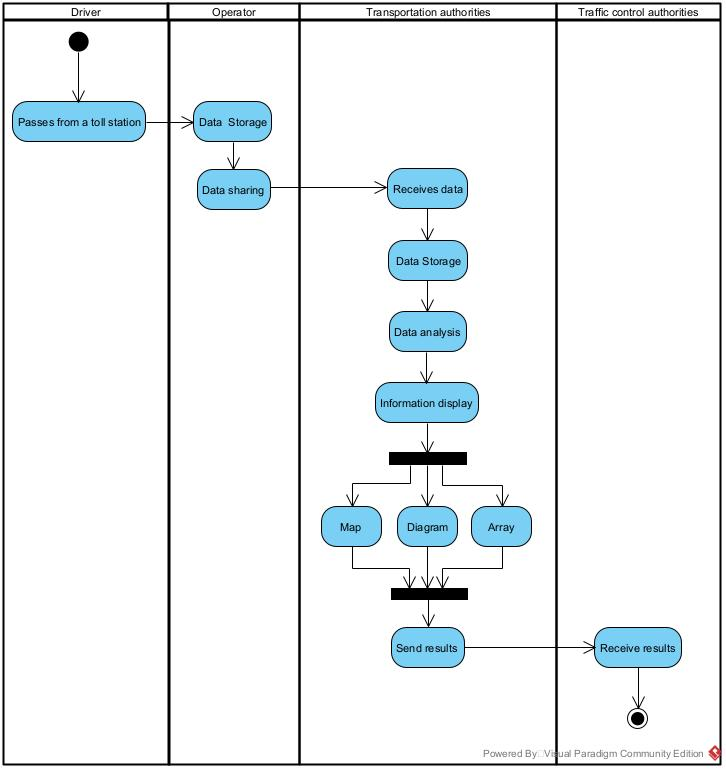 Driver
Operator
Transportation authorities
Traffic control authorities
Passes from a toll station
Data Storage
Data sharing
Receives data
Data Storage
Data analysis
Information display
Map
Diagram
Array
Send results
Receive results
Powered By Visual Paradigm Community Edition